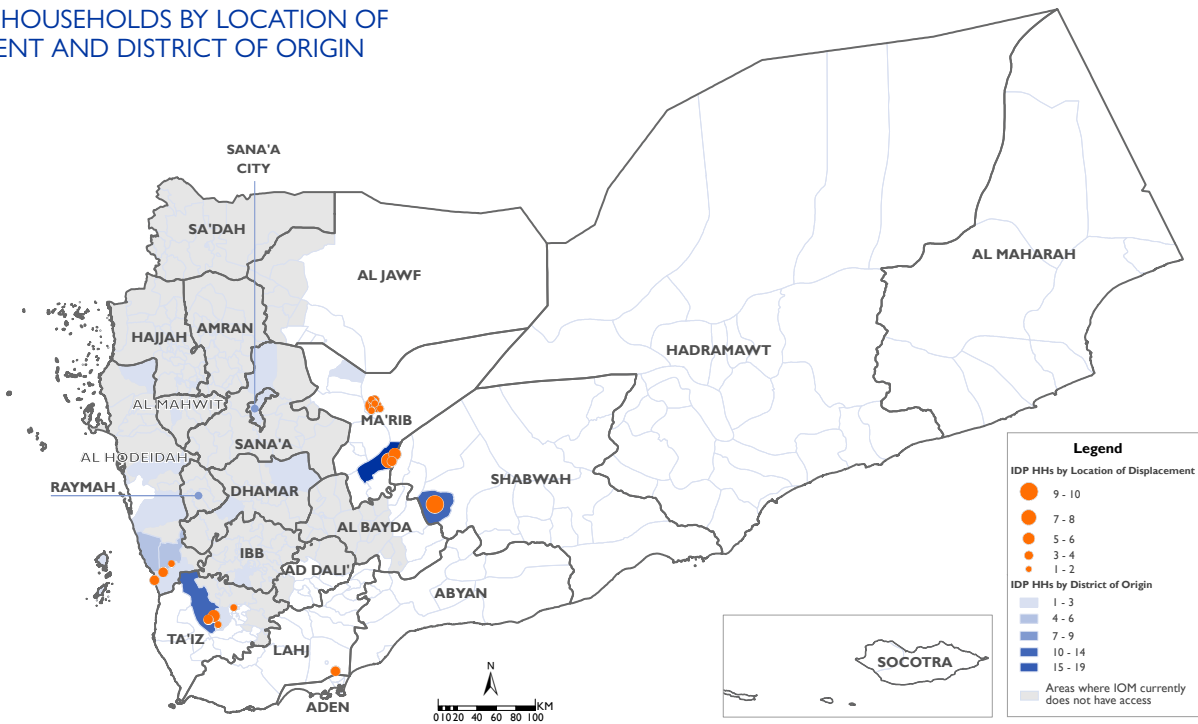 HOUSEHOLDS BY LOCATION OF
ENT AND DISTRICT OF ORIGIN
SANA'A
CITY
SA'DAH
AL JAWF
AL MAHARAH
HAJJAH
AMRAN
HADRAMAWT
AL MAHWIT
MA'RIB
SANA'A
AL HODEIDAH
SHABWAH
RAYMAH
DHAMAR
AL BAYDA
IBB
AD DALI'
ABYAN
TA'IZ
LAHJ
ADEN
SOCOTRA
N
0 10 20 40 60 80 100 KM
Legend
IDP HHs by Location of Displacement
9 - 10
7 - 8
5 - 6
3 - 4
1 - 2
IDP HHs by District of Origin
1 - 3
4 - 6
7 - 9
10 - 14
15 - 19
Areas where IOM currently
does not have access